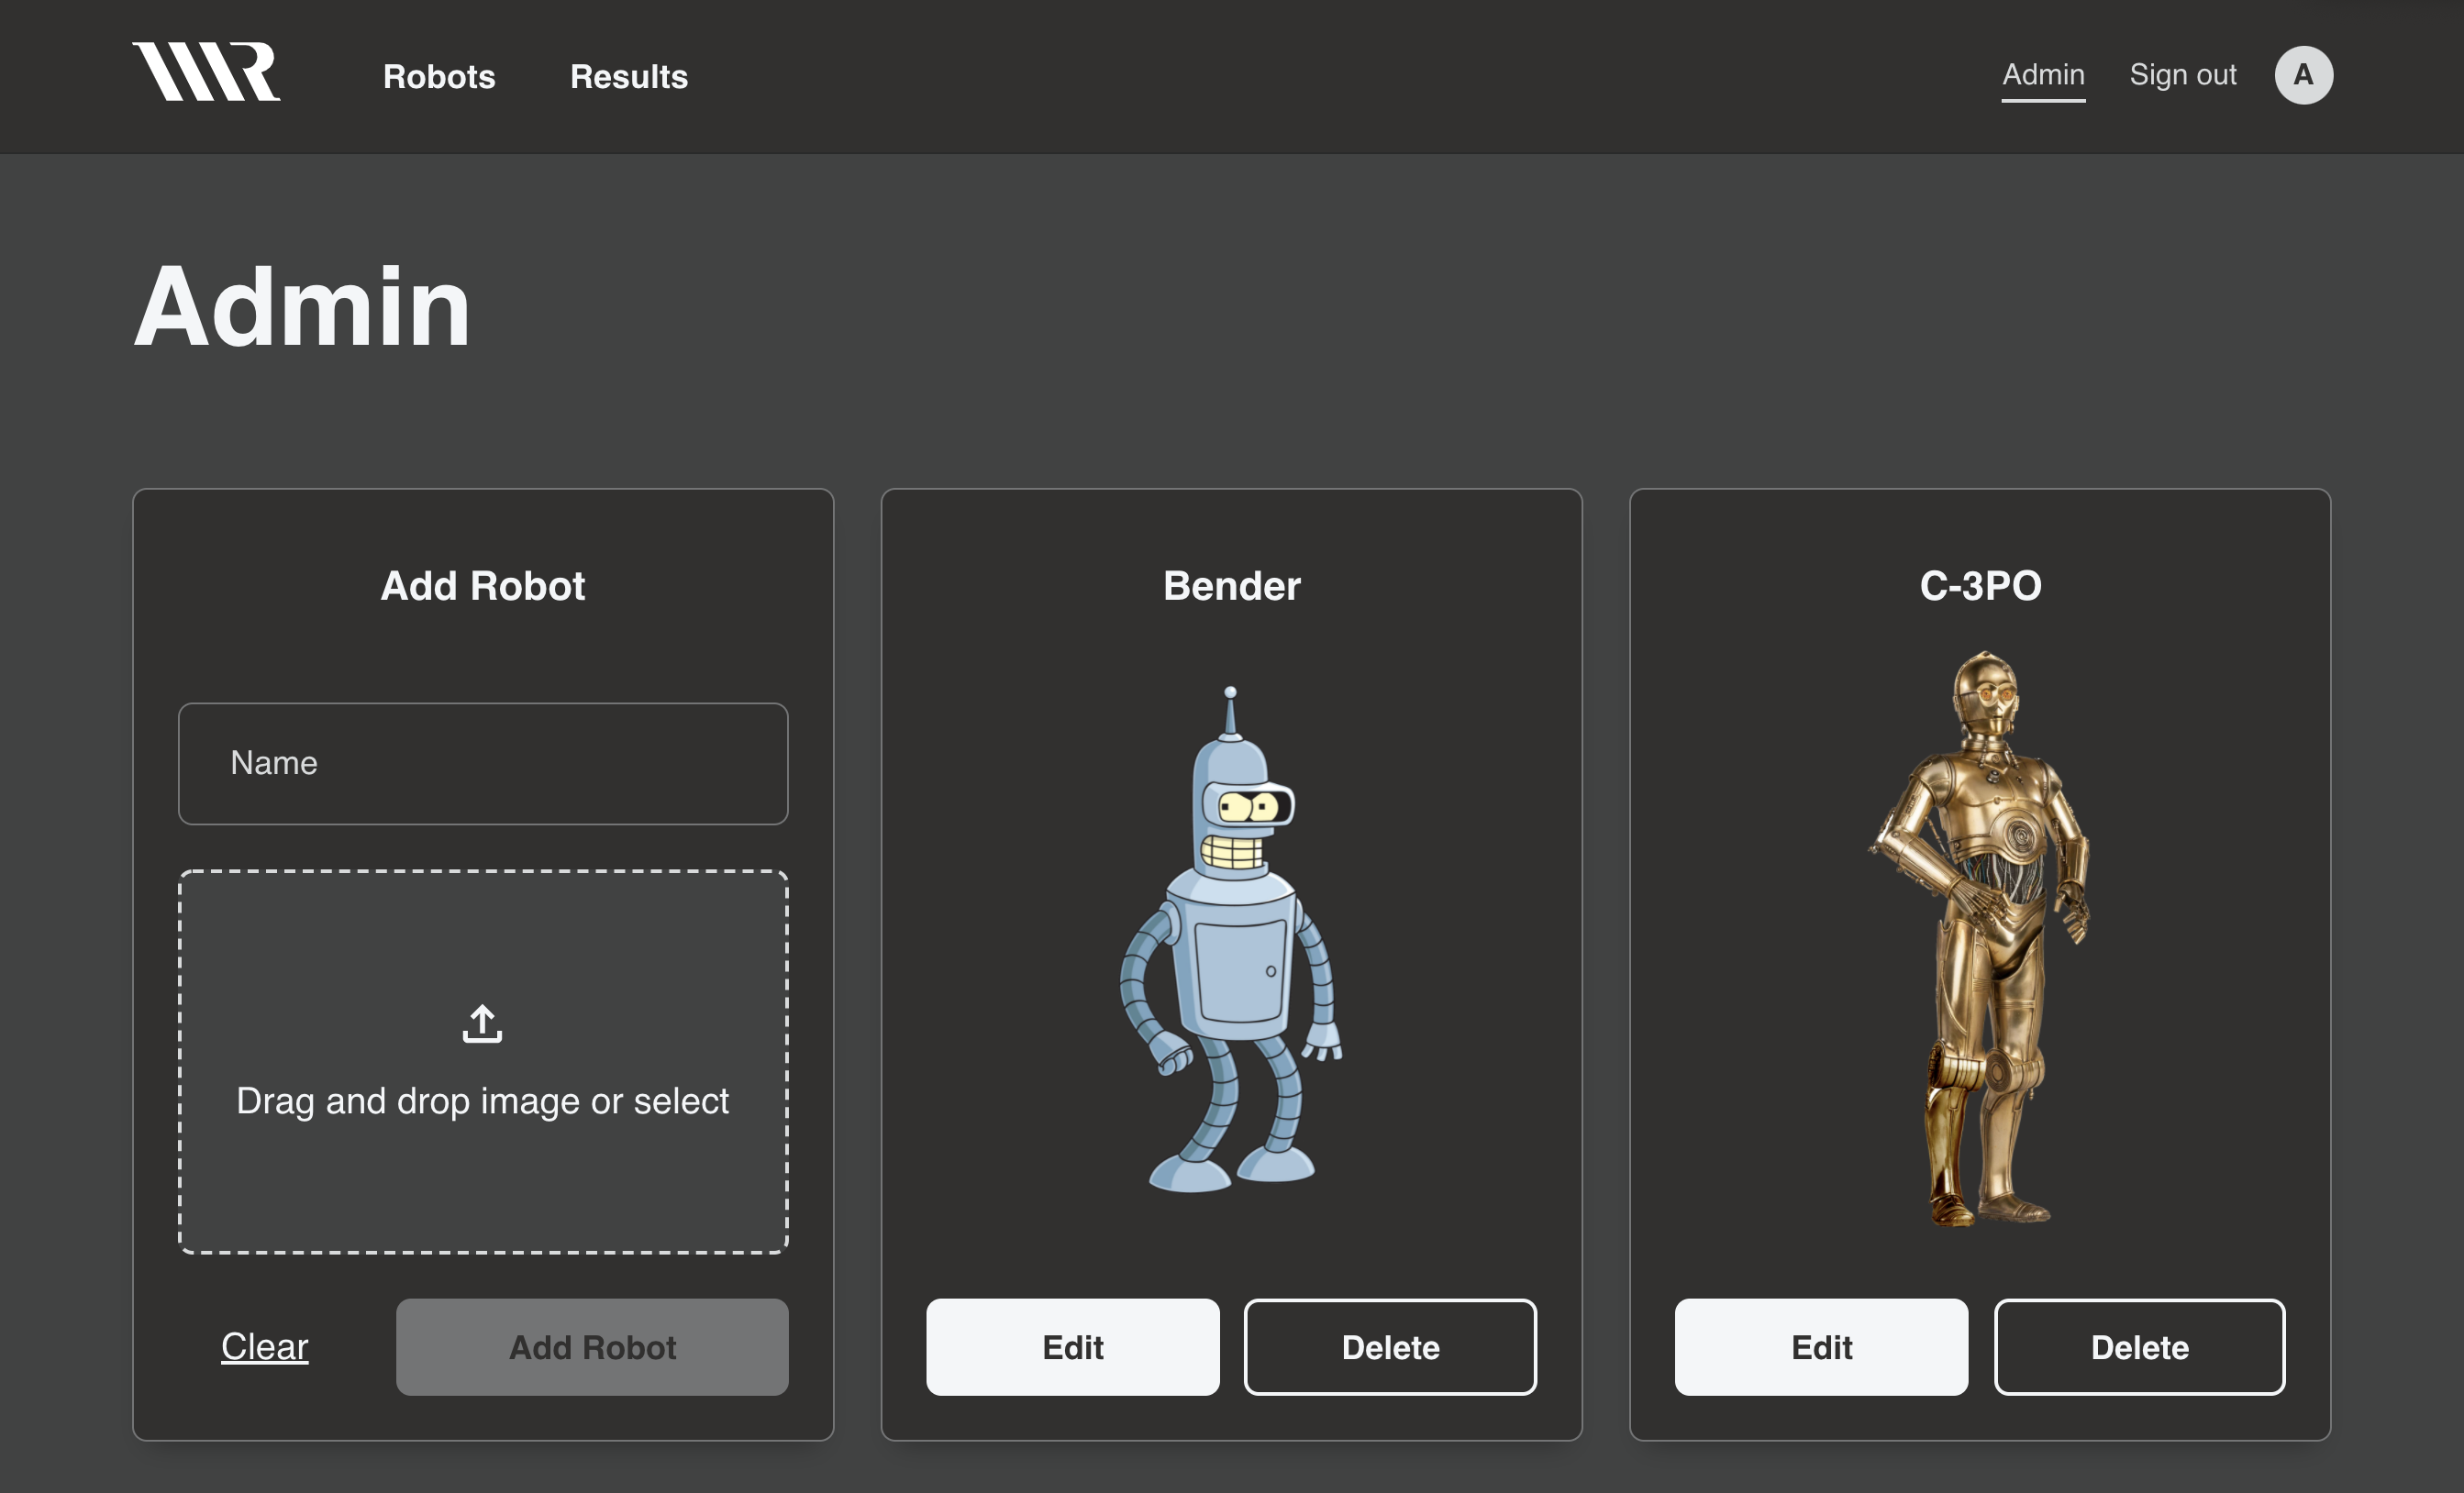 WR
Robots
Results
Admin
Sign out
A
Admin
Add Robot
Name
Drag and drop image or select
Clear
Add Robot
Bender
Edit
Delete
C-3PO
Edit
Delete